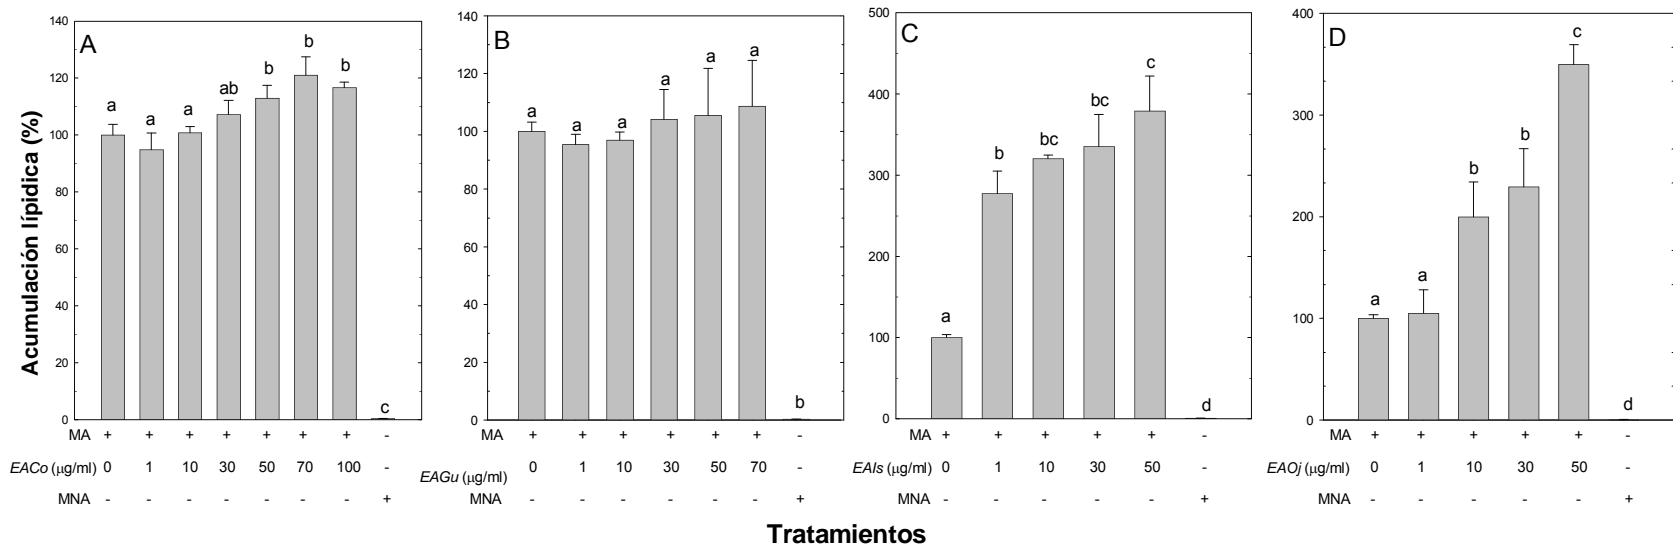 Acumulación lípidica (%)
A
140
120
100
80
60
40
20
0
a a a ab b b b c
MA + + + + + + + -
EACo (µg/ml) 0 1 10 30 50 70 100 -
MNA - - - - - - - +
B
140
120
100
80
60
40
20
0
a a a a a a b
MA + + + + + + -
EAGu (µg/ml) 0 1 10 30 50 70 -
MNA - - - - - - +
C
500
400
300
200
100
0
a b bc bc c d
MA + + + + + -
EAIs (µg/ml) 0 1 10 30 50 -
MNA - - - - - +
D
400
300
200
100
0
a a b b c d
MA + + + + + -
EAOj (µg/ml) 0 1 10 30 50 -
MNA - - - - - +
Tratamientos